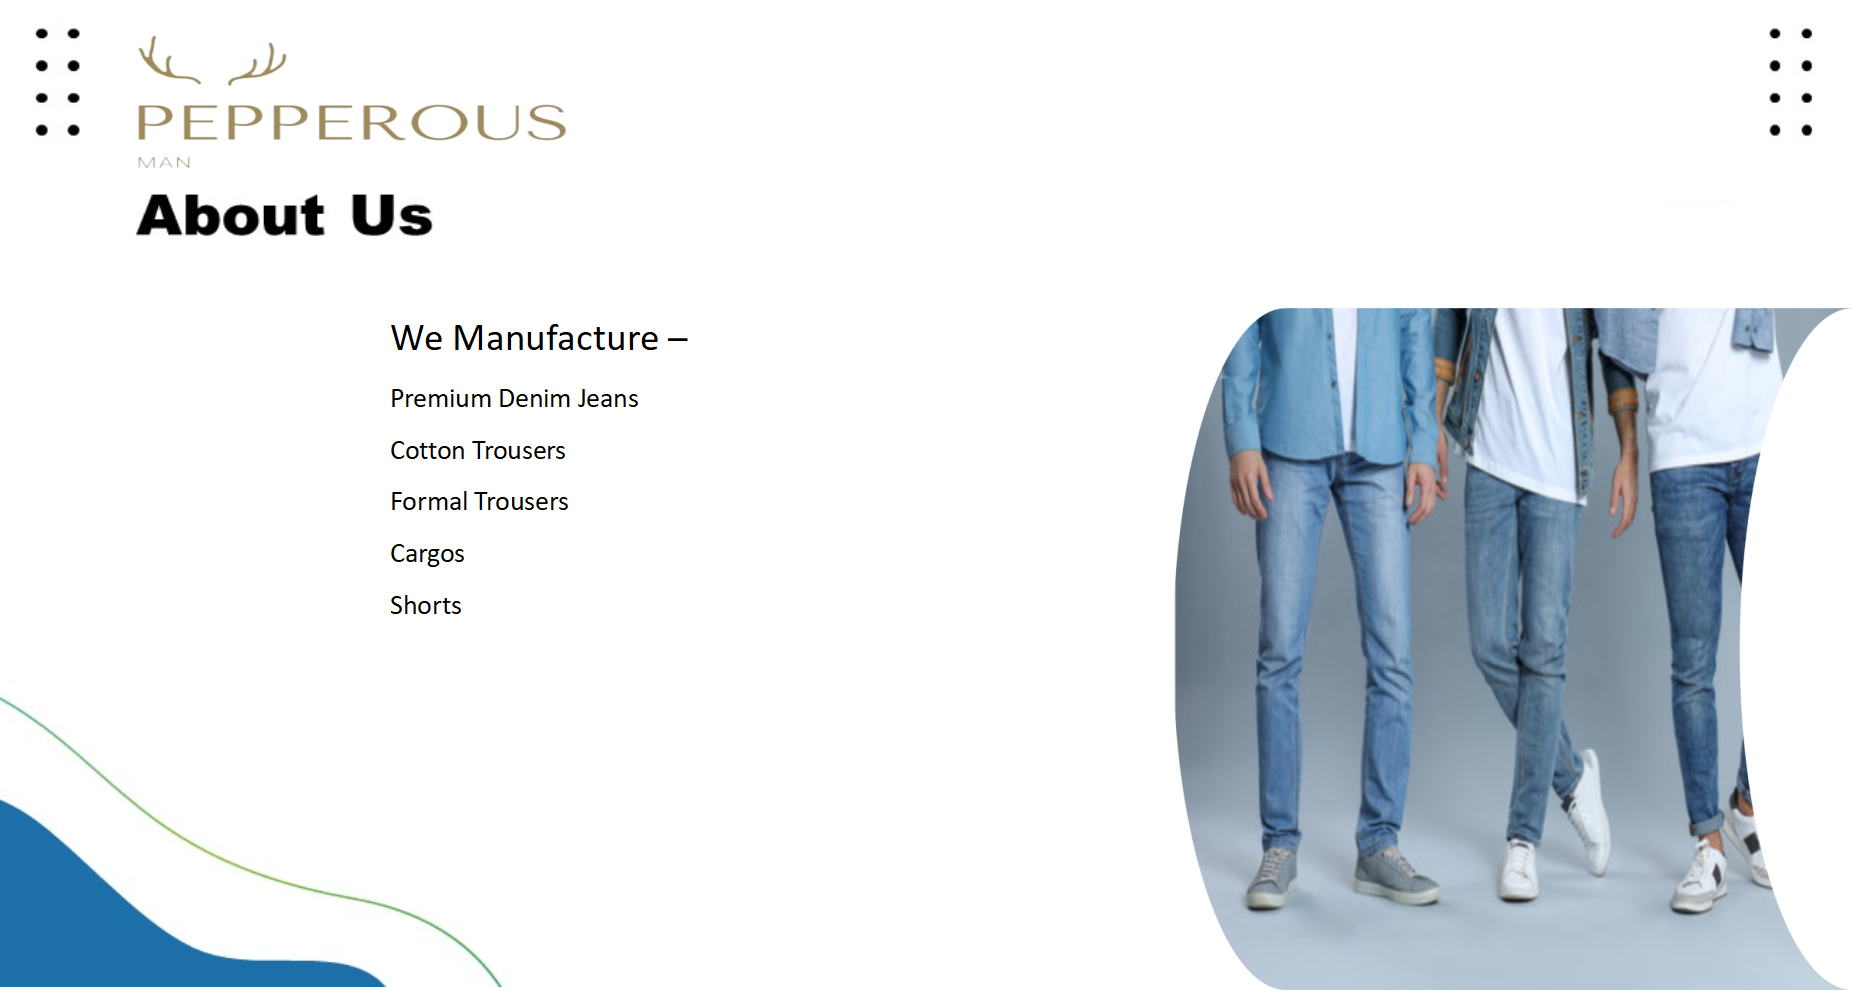 PEPPEROUS
MAN
About Us
We Manufacture –
Premium Denim Jeans
Cotton Trousers
Formal Trousers
Cargos
Shorts